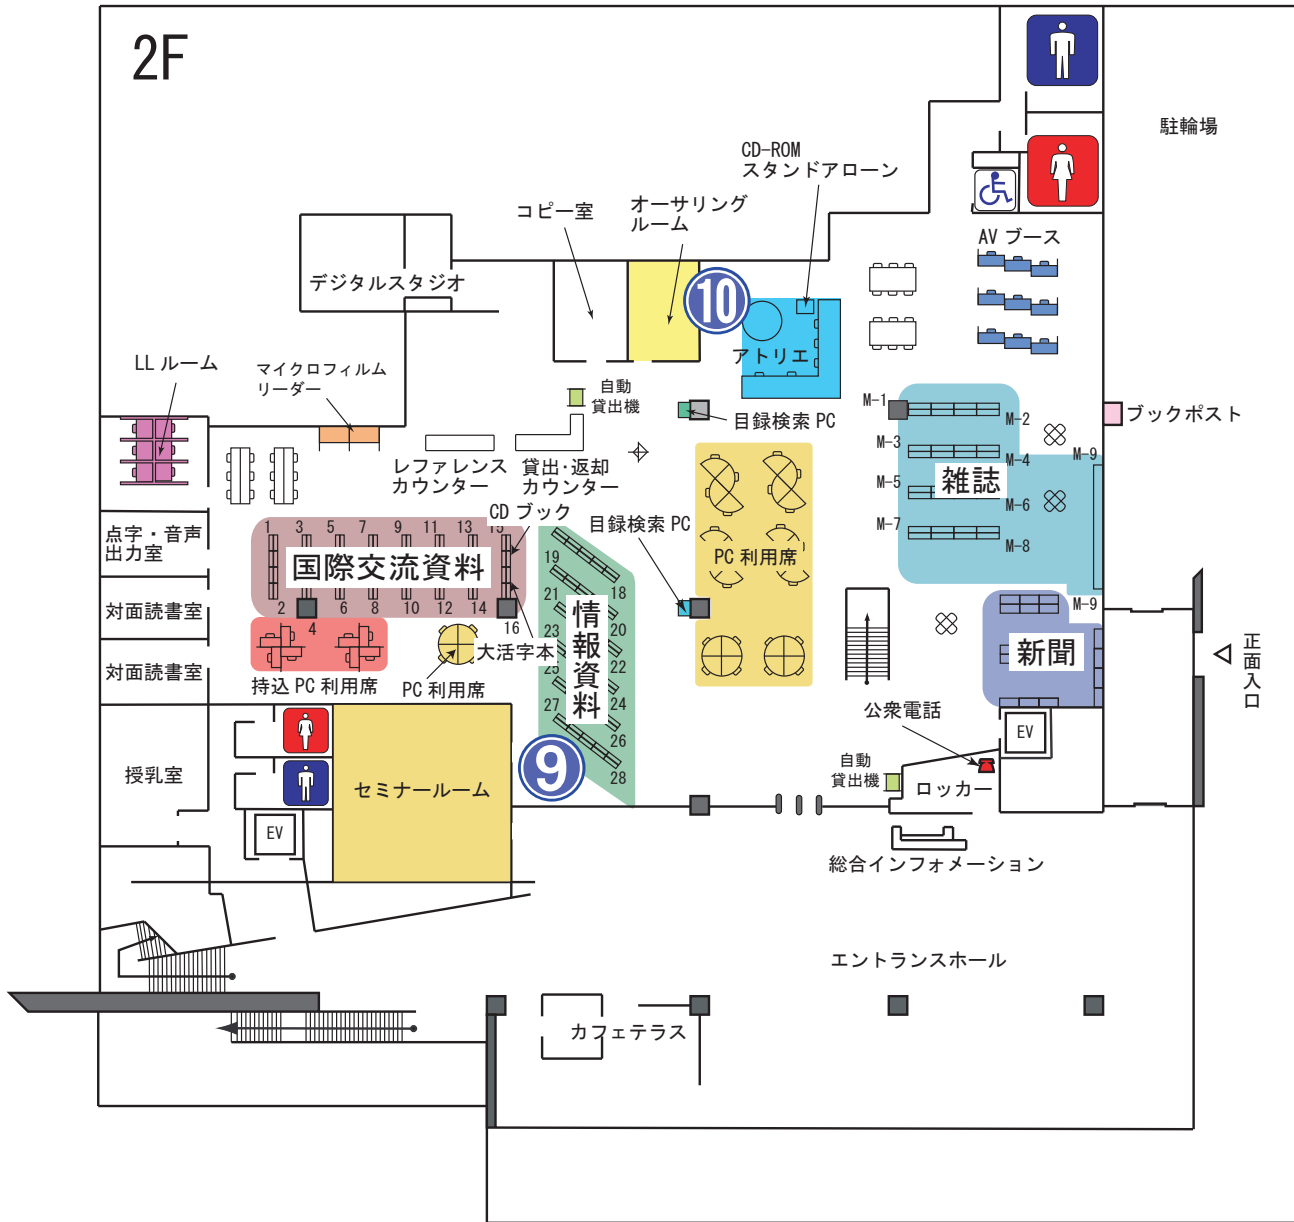 2F
駐輪場
CD-ROM
スタンドアローン
コピー室
オーサリング
ルーム
AV ブース
デジタルスタジオ
10
アトリエ
LL ルーム
マイクロフィルム
リーダー
自動
貸出機
目録検索 PC
M-1
M-2
M-3
M-4
M-5
M-6
M-7
M-8
M-9
M-9
雑誌
ブックポスト
レファレンス
カウンター
貸出・返却
カウンター
CD ブック
目録検索 PC
PC 利用席
点字・音声
出力室
1
3
5
7
9
11
13
15
国際交流資料
2
4
6
8
10
12
14
16
対面読書室
対面読書室
持込 PC 利用席
PC 利用席
大活字本
19
21
23
25
27
18
20
22
24
26
28
情報資料
新聞
正面入口
公衆電話
EV
自動
貸出機
ロッカー
9
授乳室
セミナールーム
EV
総合インフォメーション
エントランスホール
カフェテラス